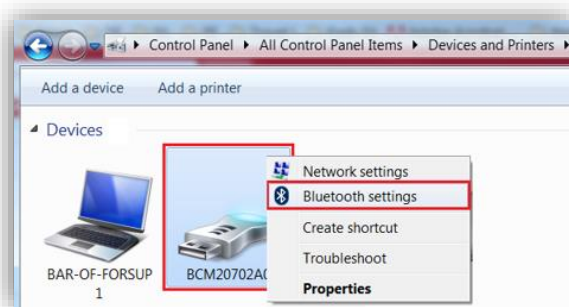 Control Panel ▸ All Control Panel Items ▸ Devices and Printers ▸
Add a device Add a printer
Devices
Network settings
Bluetooth settings
Create shortcut
Troubleshoot
Properties
BAR-OF-FORSUP
1
BCM20702A0